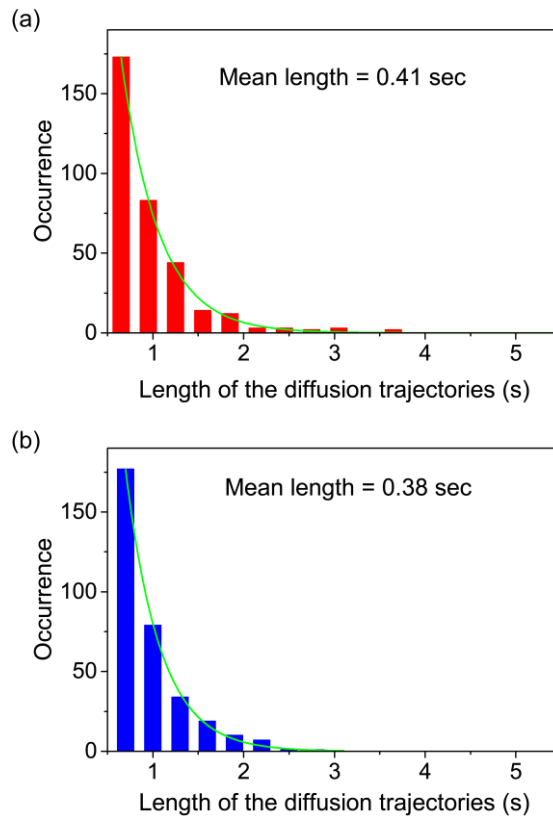 (a)
Mean length = 0.41 sec
Occurrence
150
100
50
0
1 2 3 4 5
Length of the diffusion trajectories (s)
(b)
Mean length = 0.38 sec
Occurrence
150
100
50
0
1 2 3 4 5
Length of the diffusion trajectories (s)